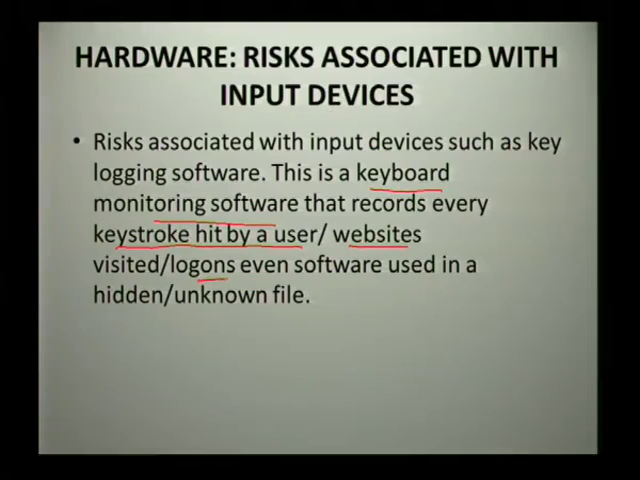 HARDWARE: RISKS ASSOCIATED WITH
INPUT DEVICES
• Risks associated with input devices such as key
logging software. This is a keyboard
monitoring software that records every
keystroke hit by a user/ websites
visited/logons even software used in a
hidden/unknown file.